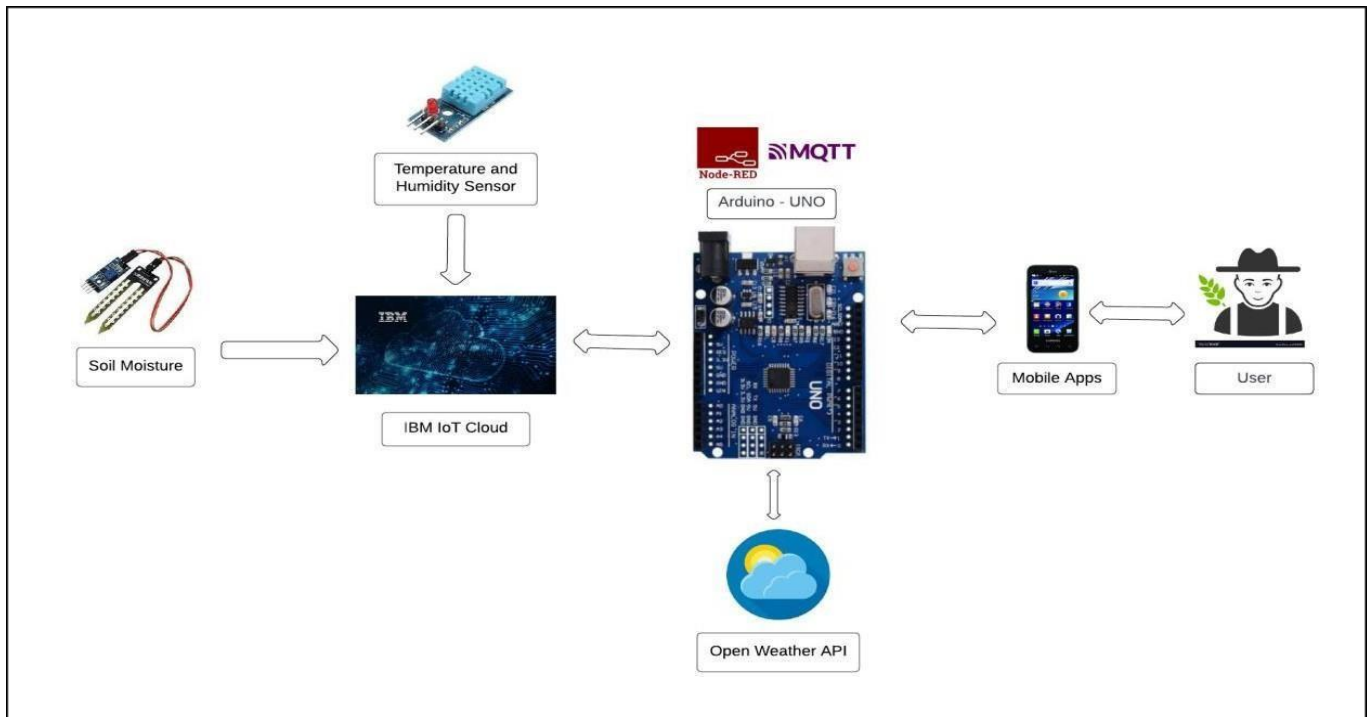 Temperature and
Humidity Sensor
Node-RED
MQTT
Arduino - UNO
IBM
Soil Moisture
IBM IoT Cloud
UNO
Mobile Apps
User
Open Weather API